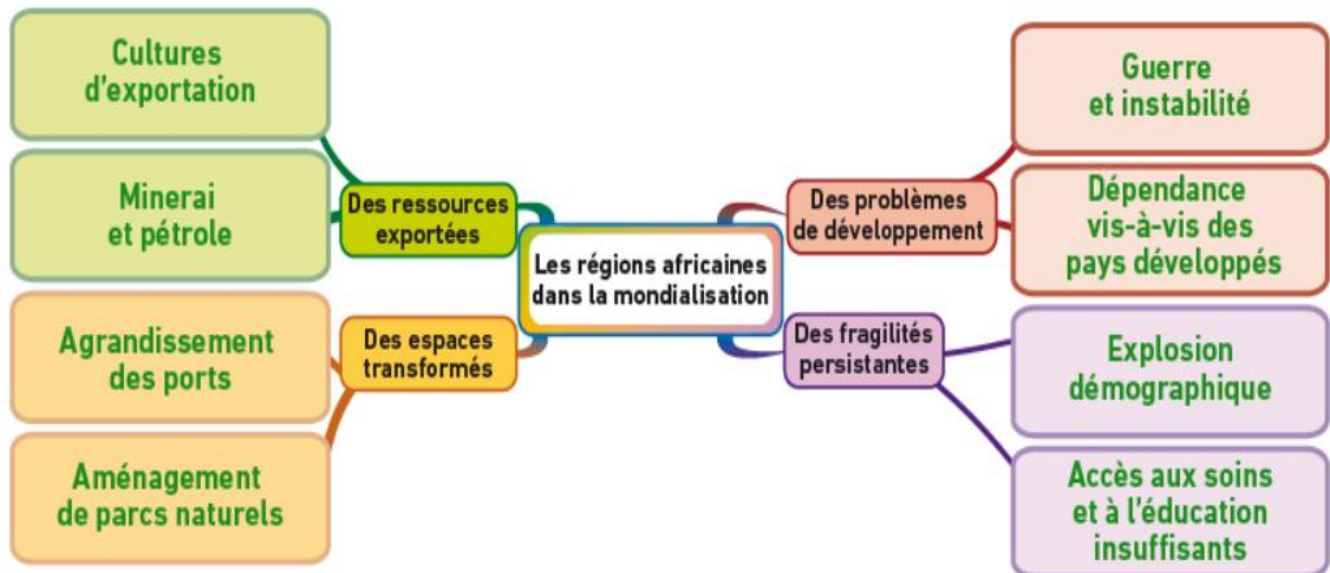 Cultures
d'exportation
Minerai
et pétrole
Des ressources
exportées
Agrandissement
des ports
Aménagement
de parcs naturels
Des espaces
transformés
Les régions africaines
dans la mondialisation
Des problèmes
de développement
Guerre
et instabilité
Dépendance
vis-à-vis des
pays développés
Des fragilités
persistantes
Explosion
démographique
Accès aux soins
et à l'éducation
insuffisants